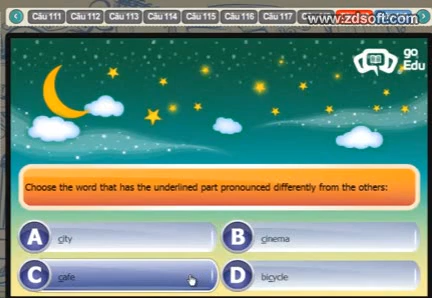 Câu 111 Câu 112 Câu 113 Câu 114 Câu 115 Câu 116 Câu 117
www.zdsoft.com
go
Edu
Choose the word that has the underlined part pronounced differently from the others:
A city
B cinema
C cafe
D bicycle